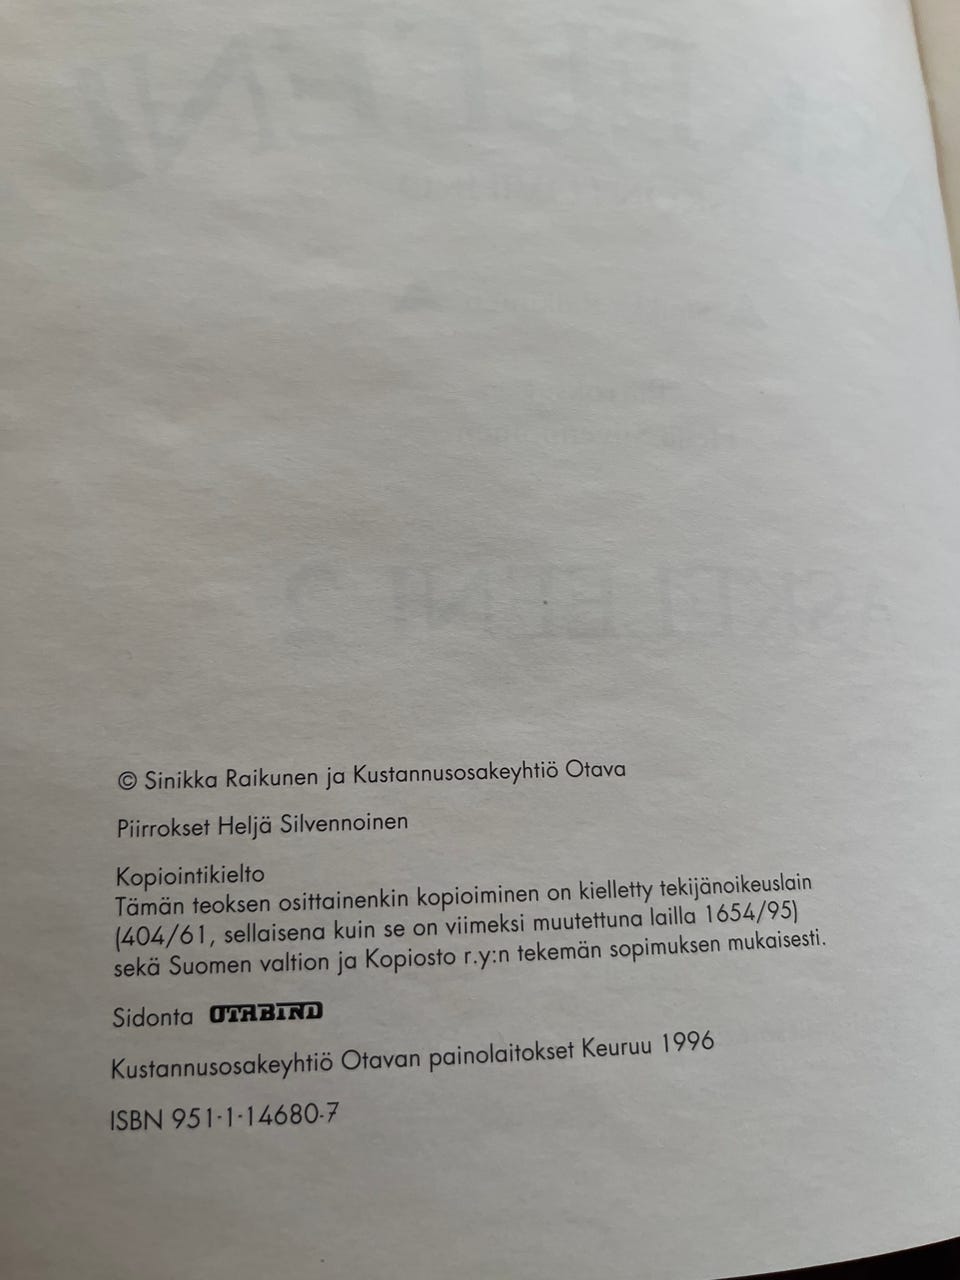 © Sinikka Raikunen ja Kustannusosakeyhtiö Otava
Piirrokset Heljä Silvennoinen
Kopiointikielto
Tämän teoksen osittainenkin kopioiminen on kielletty tekijänoikeuslain
(404/61, sellaisena kuin se on viimeksi muutettuna lailla 1654/95)
sekä Suomen valtion ja Kopiosto r.y:n tekemän sopimuksen mukaisesti.
Sidonta OTABIND
Kustannusosakeyhtiö Otavan painolaitokset Keuruu 1996
ISBN 951-1-14680-7